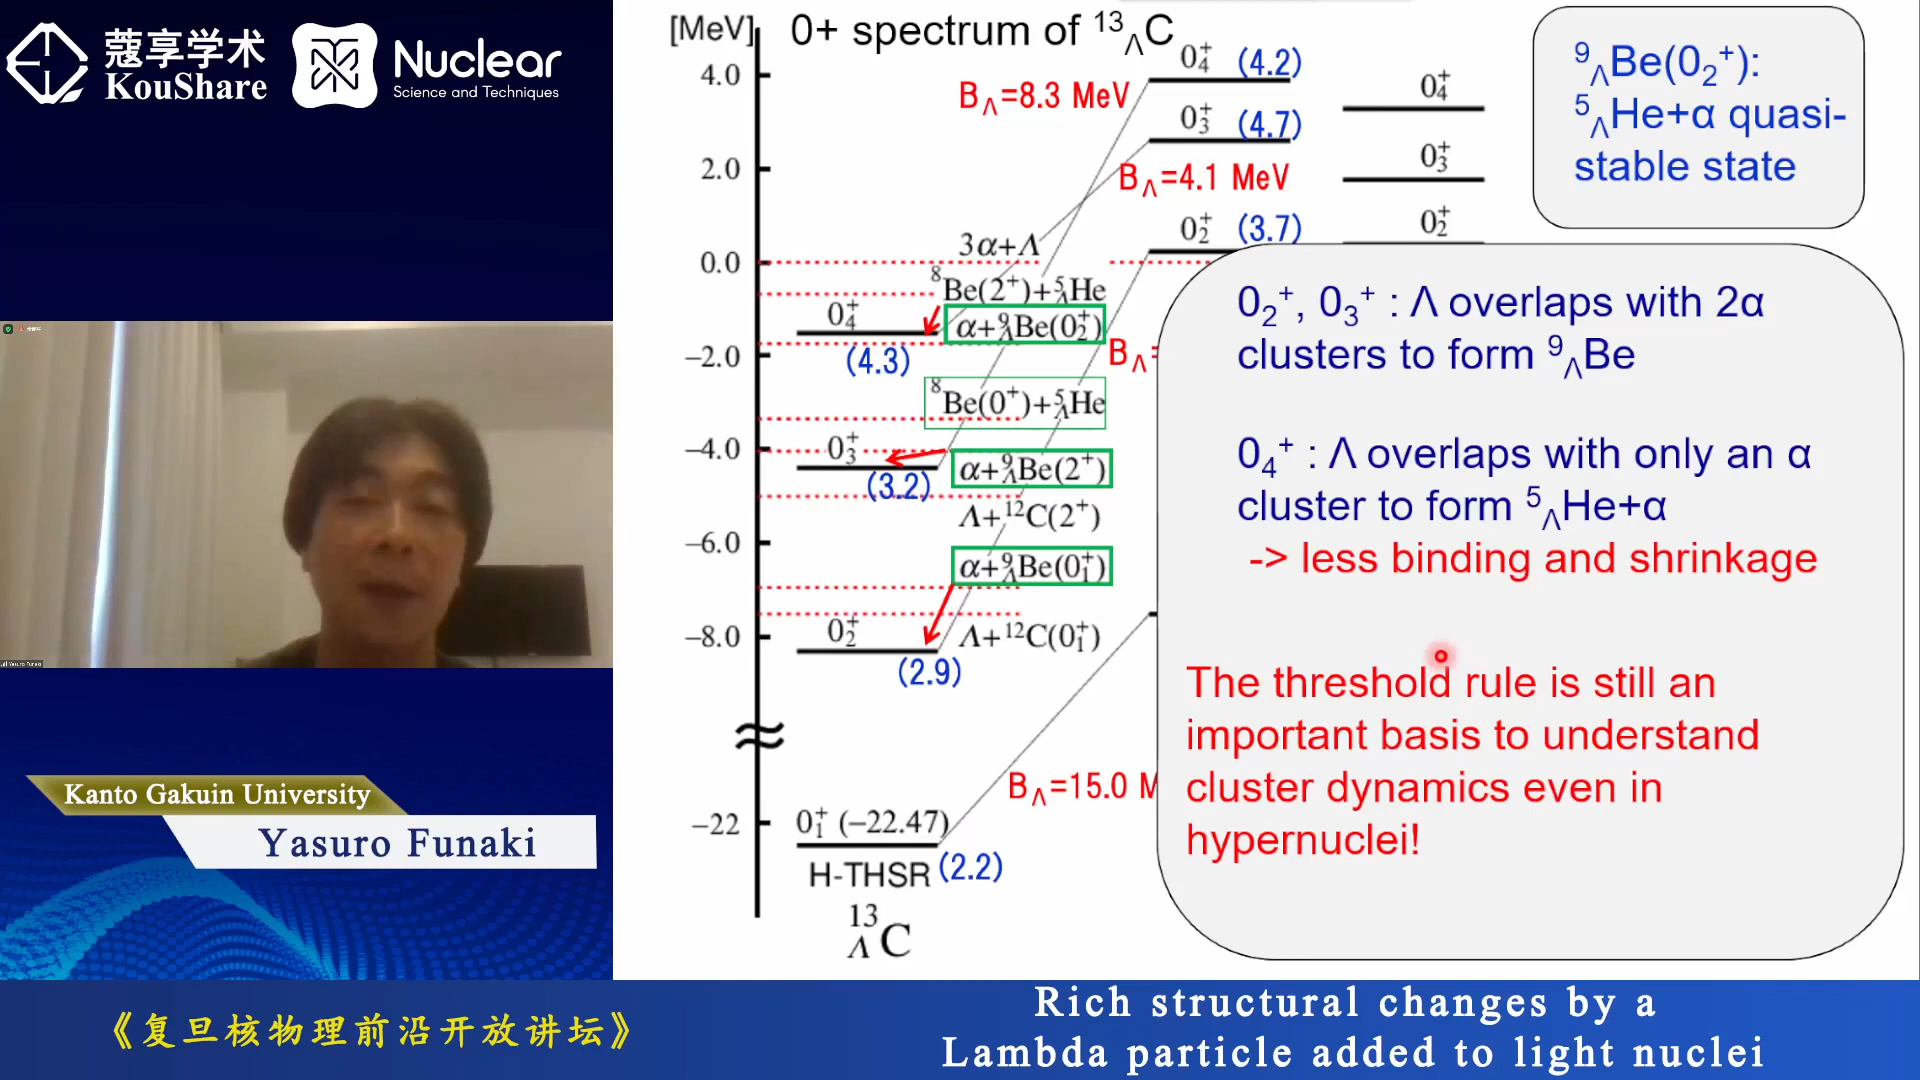 蔻享学术
KouShare
Nuclear
Science and Techniques
Yasuro Funaki
Kanto Gakuin University
Yasuro Funaki
《复旦核物理前沿开放讲坛》
Rich structural changes by a
Lambda particle added to light nuclei
[MeV]
0+ spectrum of ¹³ΛC
4.0
2.0
0.0
−2.0
−4.0
−6.0
−8.0
−22
BΛ=8.3 MeV
0₄⁺ (4.2)
0₃⁺ (4.7)
BΛ=4.1 MeV
0₂⁺ (3.7)
0₄⁺
0₃⁺
0₂⁺
3α+Λ
⁸Be(2⁺)+⁵ΛHe
0₄⁺
α+⁹ΛBe(0₂⁺)
(4.3)
BΛ=
⁸Be(0⁺)+⁵ΛHe
0₃⁺
α+⁹ΛBe(2⁺)
(3.2)
Λ+¹²C(2⁺)
α+⁹ΛBe(0₁⁺)
0₂⁺
Λ+¹²C(0₁⁺)
(2.9)
BΛ=15.0 M
0₁⁺ (−22.47)
H-THSR (2.2)
¹³ΛC
⁹ΛBe(0₂⁺):
⁵ΛHe+α quasi-
stable state
0₂⁺, 0₃⁺ : Λ overlaps with 2α
clusters to form ⁹ΛBe
0₄⁺ : Λ overlaps with only an α
cluster to form ⁵ΛHe+α
-> less binding and shrinkage
The threshold rule is still an
important basis to understand
cluster dynamics even in
hypernuclei!